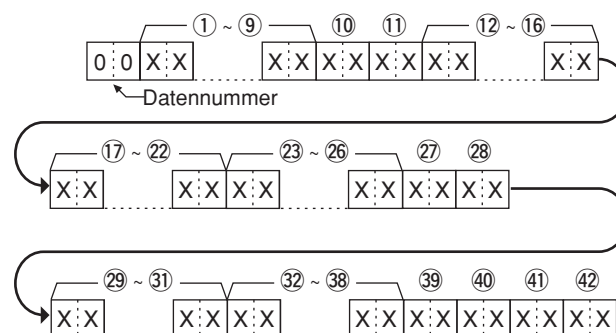 ① ~ ⑨ ⑩ ⑪ ⑫ ~ ⑯
0 0 X X X X X X X X X X X X
Datennummer
⑰ ~ ㉒ ㉓ ~ ㉖ ㉗ ㉘
X X X X X X X X X X X X
㉙ ~ ㉛ ㉜ ~ ㊳ ㊴ ㊵ ㊶ ㊷
X X X X X X X X X X X X X X X X